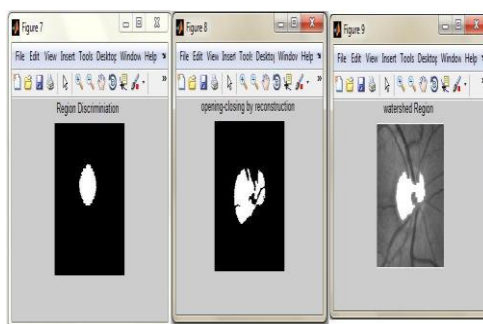 Figure 7
File Edit View Insert Tools Desktop Window Help
Region Discrimination
Figure 8
File Edit View Insert Tools Desktop Window Help
opening-closing by reconstruction
Figure 9
File Edit View Insert Tools Desktop Window Help
watershed Region